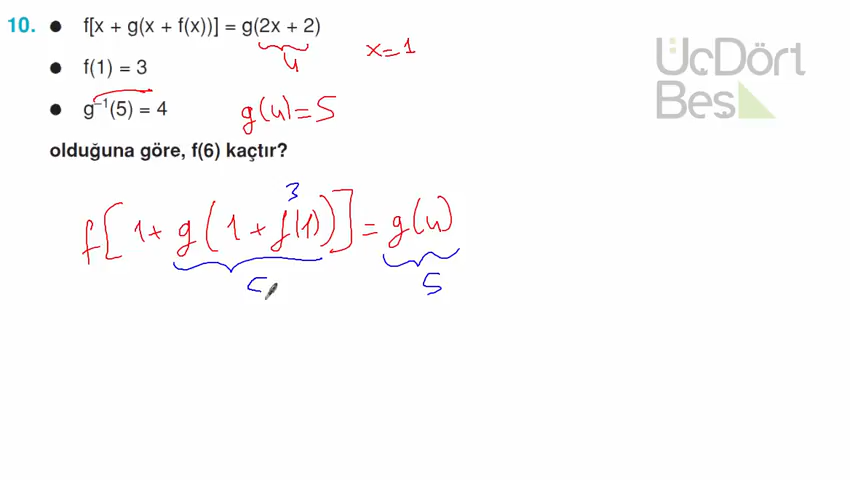 10. • f[x + g(x + f(x))] = g(2x + 2)
4
x=1
• f(1) = 3
• g⁻¹(5) = 4
g(4)=5
olduğuna göre, f(6) kaçtır?
3
f[1+g(1+f(1))]=g(4)
5
5
ÜçDört
Beş